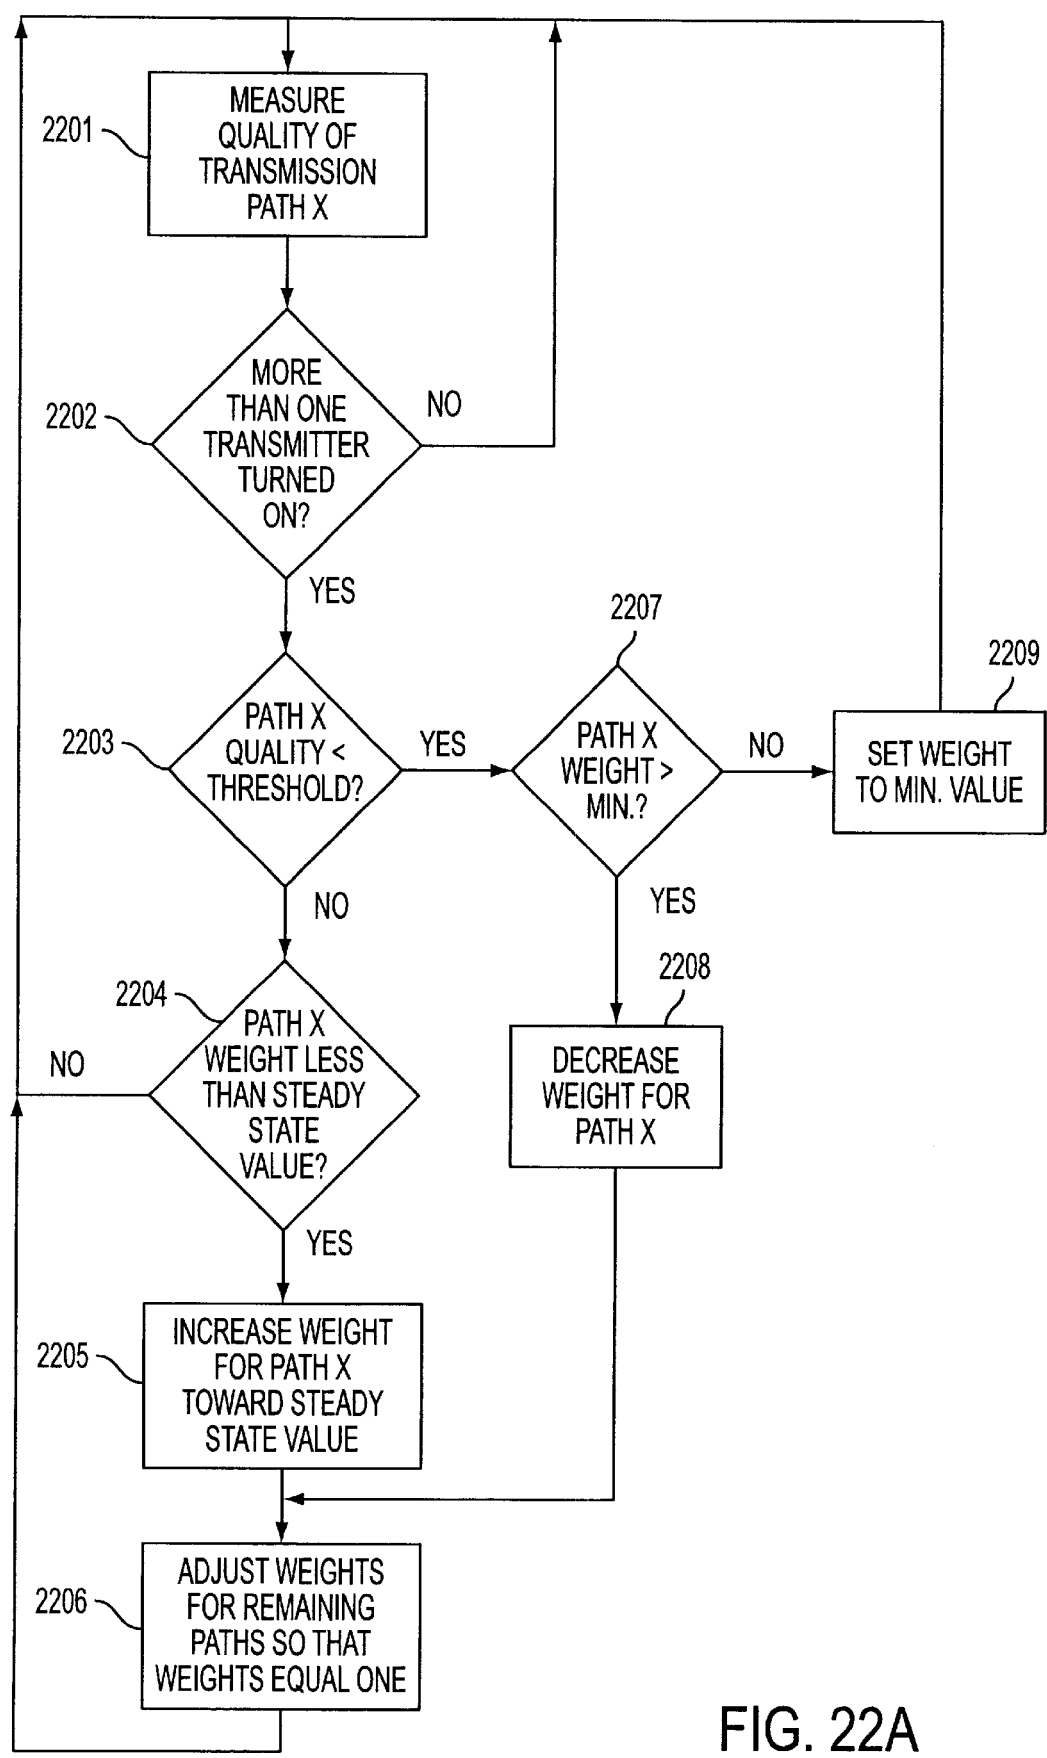 2201
MEASURE
QUALITY OF
TRANSMISSION
PATH X
2202
MORE
THAN ONE
TRANSMITTER
TURNED
ON?
NO
YES
2203
PATH X
QUALITY <
THRESHOLD?
YES
2207
PATH X
WEIGHT >
MIN.?
NO
2209
SET WEIGHT
TO MIN. VALUE
NO
YES
2204
PATH X
WEIGHT LESS
THAN STEADY
STATE
VALUE?
NO
2208
DECREASE
WEIGHT FOR
PATH X
YES
2205
INCREASE WEIGHT
FOR PATH X
TOWARD STEADY
STATE VALUE
2206
ADJUST WEIGHTS
FOR REMAINING
PATHS SO THAT
WEIGHTS EQUAL ONE
FIG. 22A